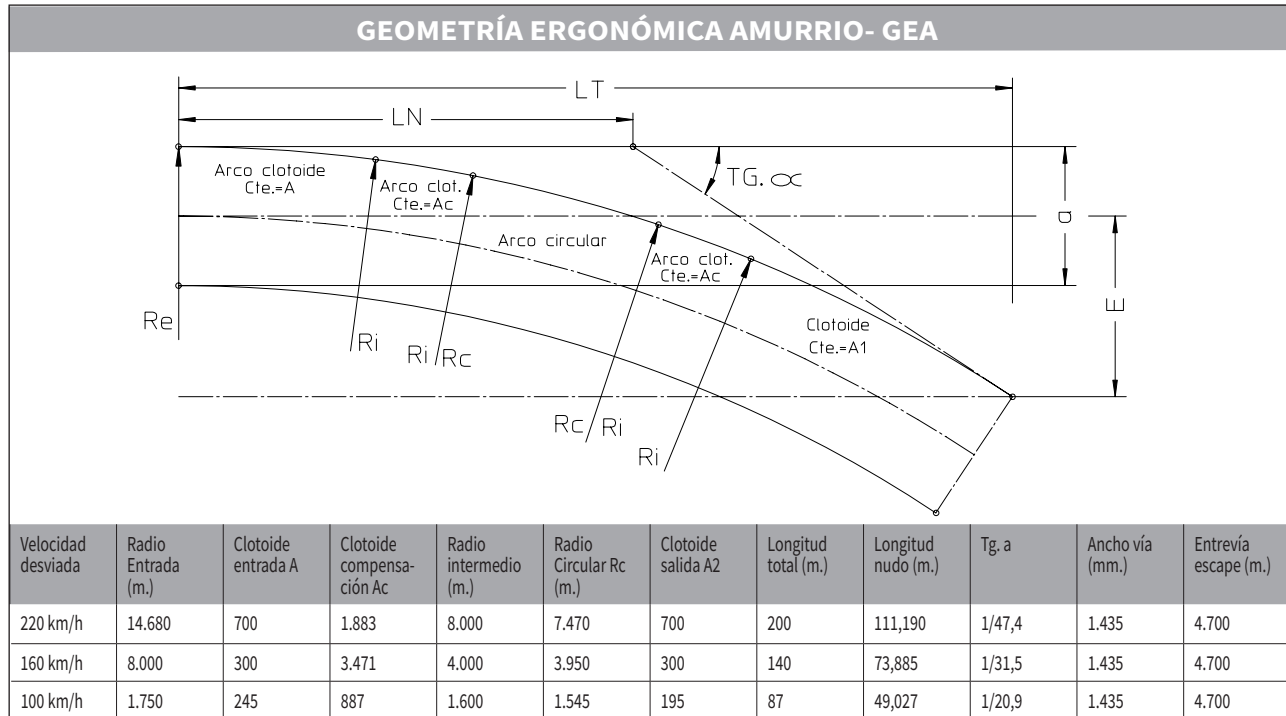 GEOMETRÍA ERGONÓMICA AMURRIO- GEA
LT
LN
Arco clotoide
Cte.=A
Arco clot.
Cte.=Ac
TG. ∝
a
Arco circular
Arco clot.
Cte.=Ac
E
Clotoide
Cte.=A1
Re
Ri
Ri
Rc
Rc
Ri
Ri
Velocidad desviada | Radio Entrada (m.) | Clotoide entrada A | Clotoide compensa-ción Ac | Radio intermedio (m.) | Radio Circular Rc (m.) | Clotoide salida A2 | Longitud total (m.) | Longitud nudo (m.) | Tg. a | Ancho vía (mm.) | Entrevía escape (m.)
220 km/h | 14.680 | 700 | 1.883 | 8.000 | 7.470 | 700 | 200 | 111,190 | 1/47,4 | 1.435 | 4.700
160 km/h | 8.000 | 300 | 3.471 | 4.000 | 3.950 | 300 | 140 | 73,885 | 1/31,5 | 1.435 | 4.700
100 km/h | 1.750 | 245 | 887 | 1.600 | 1.545 | 195 | 87 | 49,027 | 1/20,9 | 1.435 | 4.700